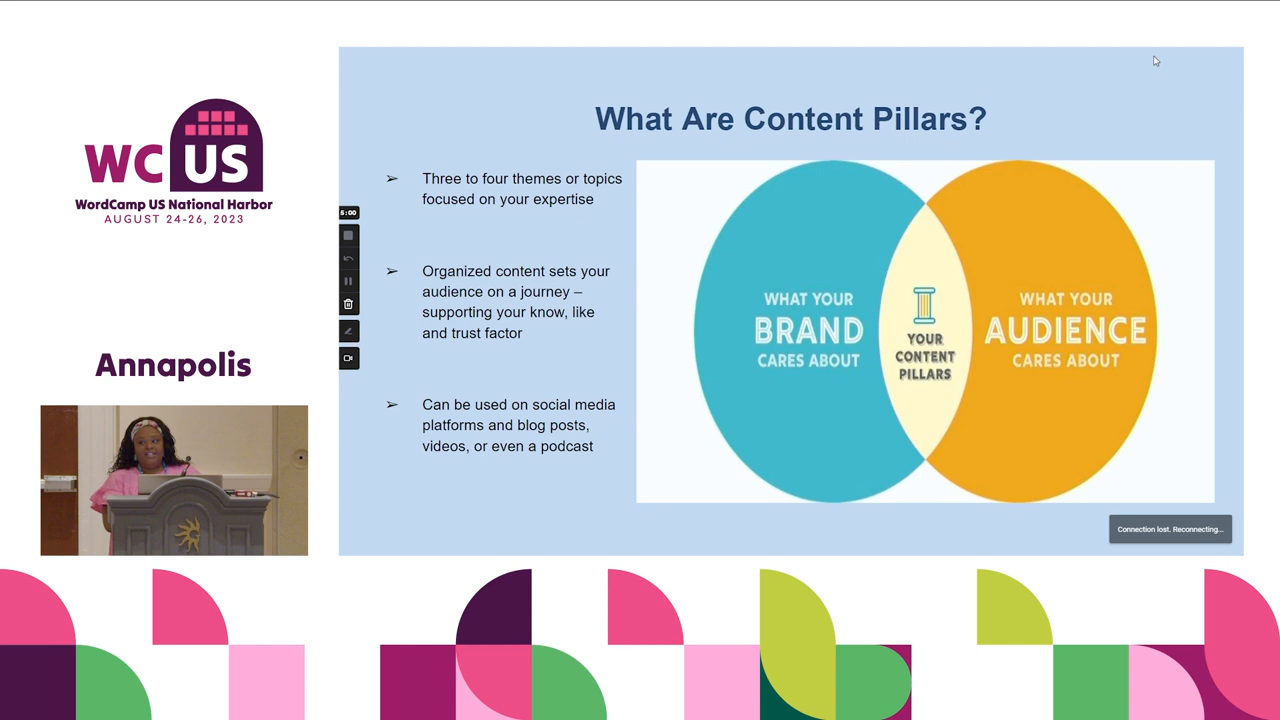 WC US
WordCamp US National Harbor
AUGUST 24-26, 2023
Annapolis
What Are Content Pillars?
➢ Three to four themes or topics
focused on your expertise
➢ Organized content sets your
audience on a journey –
supporting your know, like
and trust factor
➢ Can be used on social media
platforms and blog posts,
videos, or even a podcast
5:00
WHAT YOUR
BRAND
CARES ABOUT
YOUR
CONTENT
PILLARS
WHAT YOUR
AUDIENCE
CARES ABOUT
Connection lost. Reconnecting...